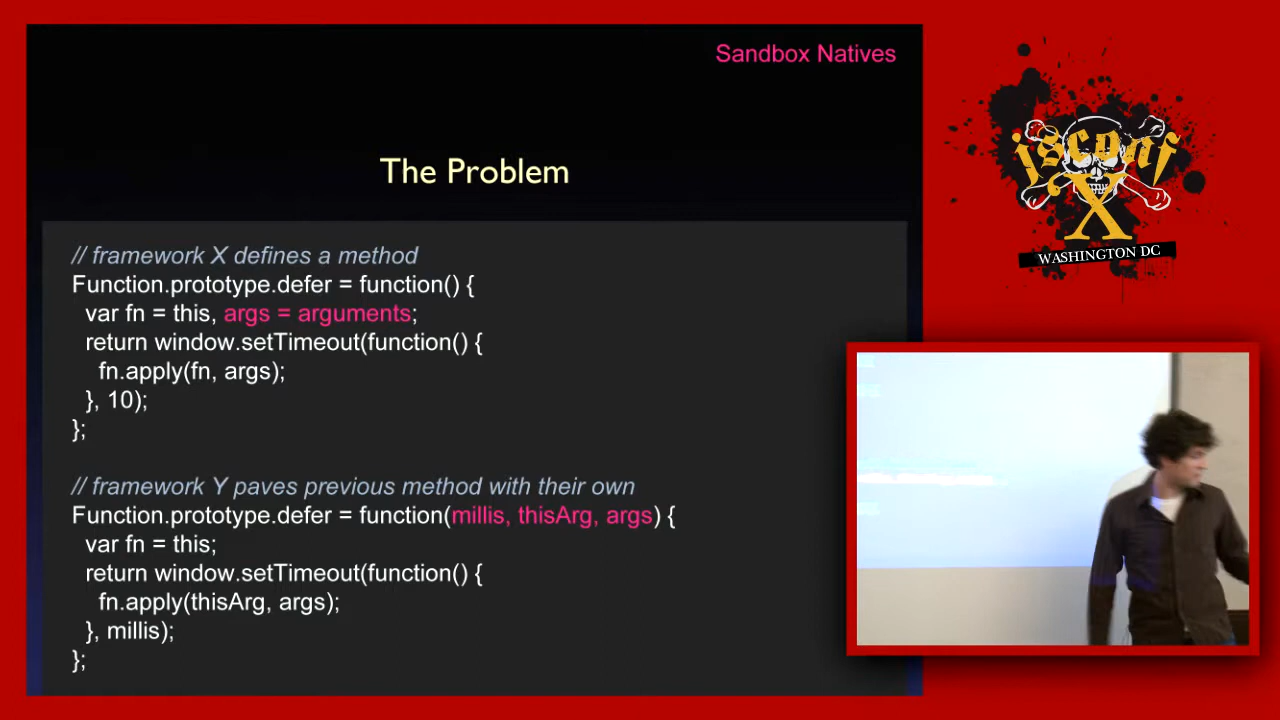 Sandbox Natives
The Problem
// framework X defines a method
Function.prototype.defer = function() {
var fn = this, args = arguments;
return window.setTimeout(function() {
fn.apply(fn, args);
}, 10);
};
// framework Y paves previous method with their own
Function.prototype.defer = function(millis, thisArg, args) {
var fn = this;
return window.setTimeout(function() {
fn.apply(thisArg, args);
}, millis);
};
jsconf
X
WASHINGTON DC